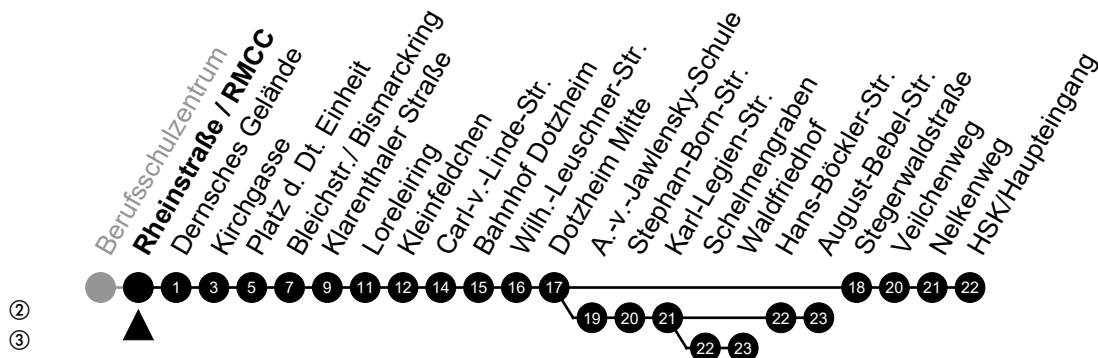 Berufsschulzentrum
Rheinstraße / RMCC
Dernsches Gelände
Kirchgasse
Platz d. Dt. Einheit
Bleichstr./ Bismarckring
Klarenthaler Straße
Loreleiring
Kleinfeldchen
Carl-v.-Linde-Str.
Bahnhof Dotzheim
Wilh.-Leuschner-Str.
Dotzheim Mitte
A.-v.-Jawlensky-Schule
Stephan-Born-Str.
Karl-Legien-Str.
Schelmengraben
Waldfriedhof
Hans-Böckler-Str.
August-Bebel-Str.
Stegerwaldstraße
Veilchenweg
Nelkenweg
HSK/Haupteingang
1 3 5 7 9 11 12 14 15 16 17 18 20 21 22
② 19 20 21 22 23
③ 22 23